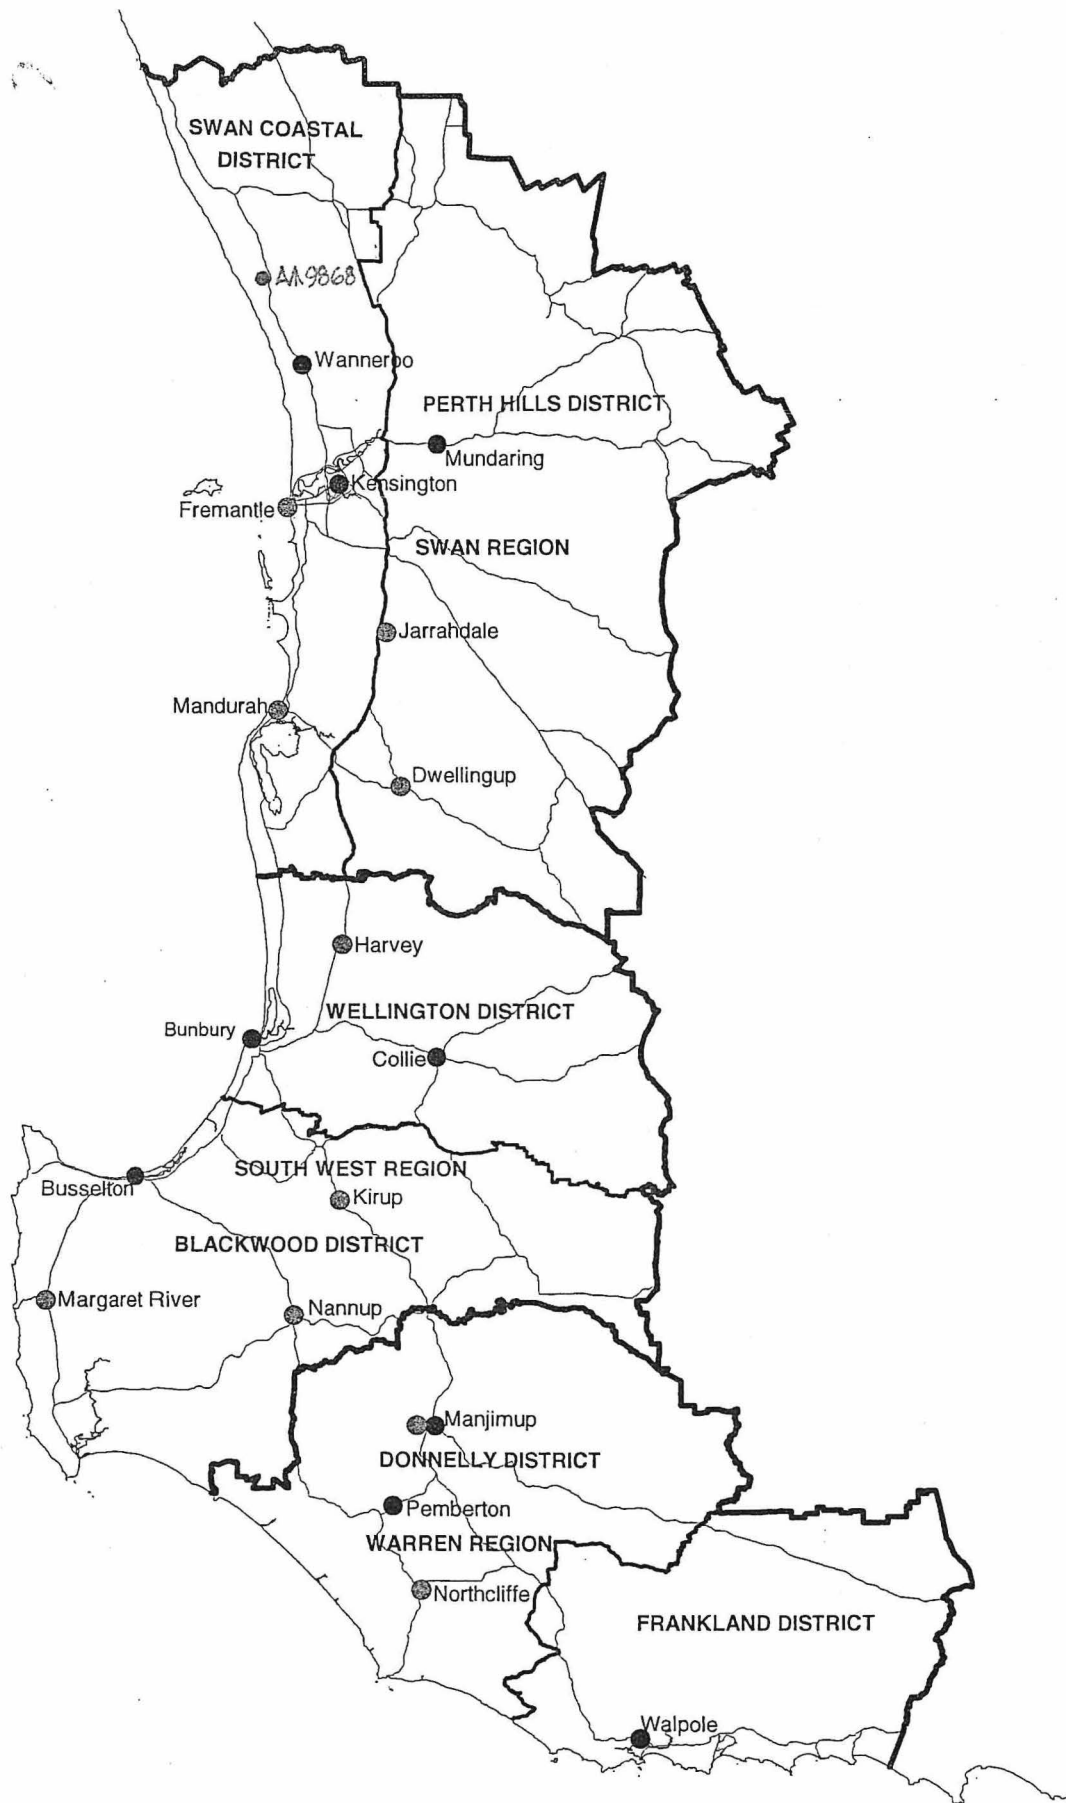 SWAN COASTAL
DISTRICT
Wanneroo
PERTH HILLS DISTRICT
Mundaring
Kensington
Fremantle
SWAN REGION
Jarrahdale
Mandurah
Dwellingup
Harvey
WELLINGTON DISTRICT
Bunbury
Collie
SOUTH WEST REGION
Busselton
Kirup
BLACKWOOD DISTRICT
Margaret River
Nannup
Manjimup
DONNELLY DISTRICT
Pemberton
WARREN REGION
Northcliffe
FRANKLAND DISTRICT
Walpole